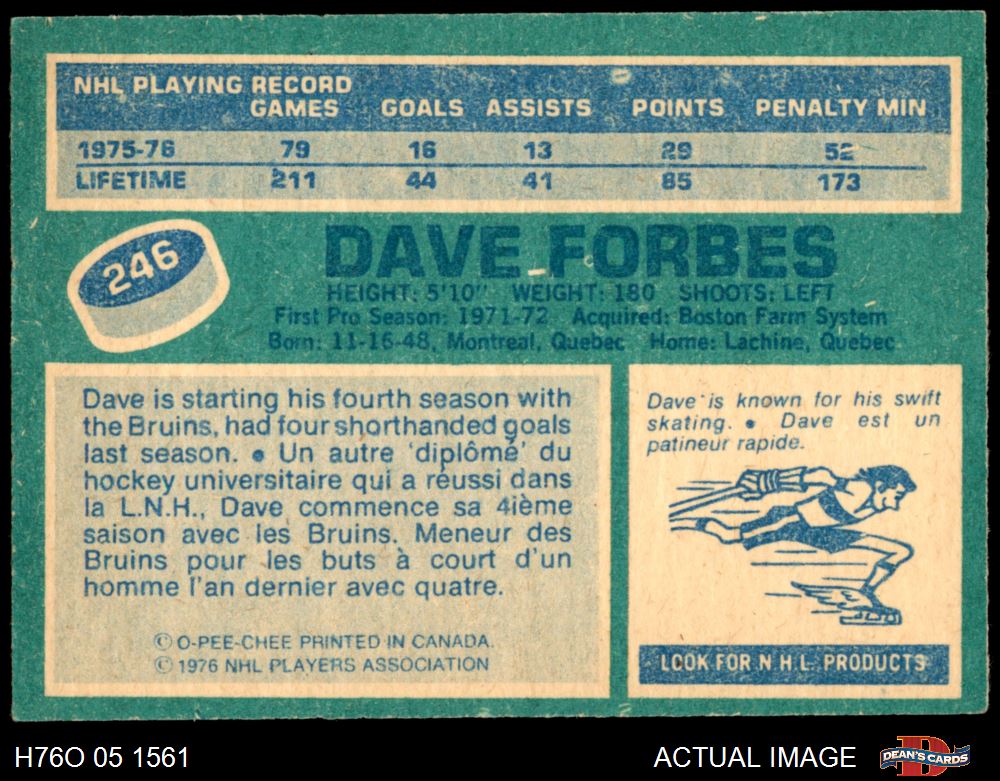 NHL PLAYING RECORD
GAMES GOALS ASSISTS POINTS PENALTY MIN
1975-76 79 16 13 29 52
LIFETIME 211 44 41 85 173
246
DAVE FORBES
HEIGHT: 5'10" WEIGHT: 180 SHOOTS: LEFT
First Pro Season: 1971-72 Acquired: Boston Farm System
Born: 11-16-48, Montreal, Quebec Home: Lachine, Quebec
Dave is starting his fourth season with
the Bruins, had four shorthanded goals
last season. • Un autre 'diplômé' du
hockey universitaire qui a réussi dans
la L.N.H., Dave commence sa 4ième
saison avec les Bruins. Meneur des
Bruins pour les buts à court d'un
homme l'an dernier avec quatre.
© O-PEE-CHEE PRINTED IN CANADA.
© 1976 NHL PLAYERS ASSOCIATION
Dave is known for his swift
skating. • Dave est un
patineur rapide.
LOOK FOR N H L PRODUCTS
H76O 05 1561
ACTUAL IMAGE
D
DEAN'S CARDS